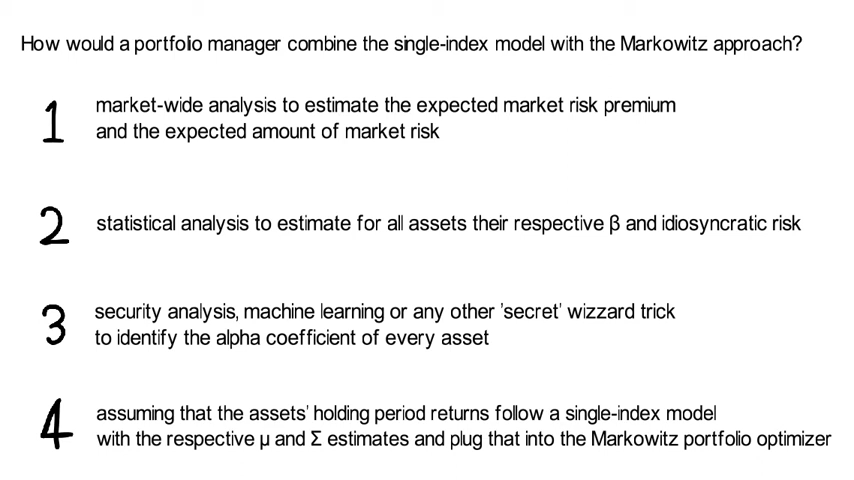 How would a portfolio manager combine the single-index model with the Markowitz approach?
1
market-wide analysis to estimate the expected market risk premium
and the expected amount of market risk
2
statistical analysis to estimate for all assets their respective β and idiosyncratic risk
3
security analysis, machine learning or any other 'secret' wizzard trick
to identify the alpha coefficient of every asset
4
assuming that the assets' holding period returns follow a single-index model
with the respective μ and Σ estimates and plug that into the Markowitz portfolio optimizer